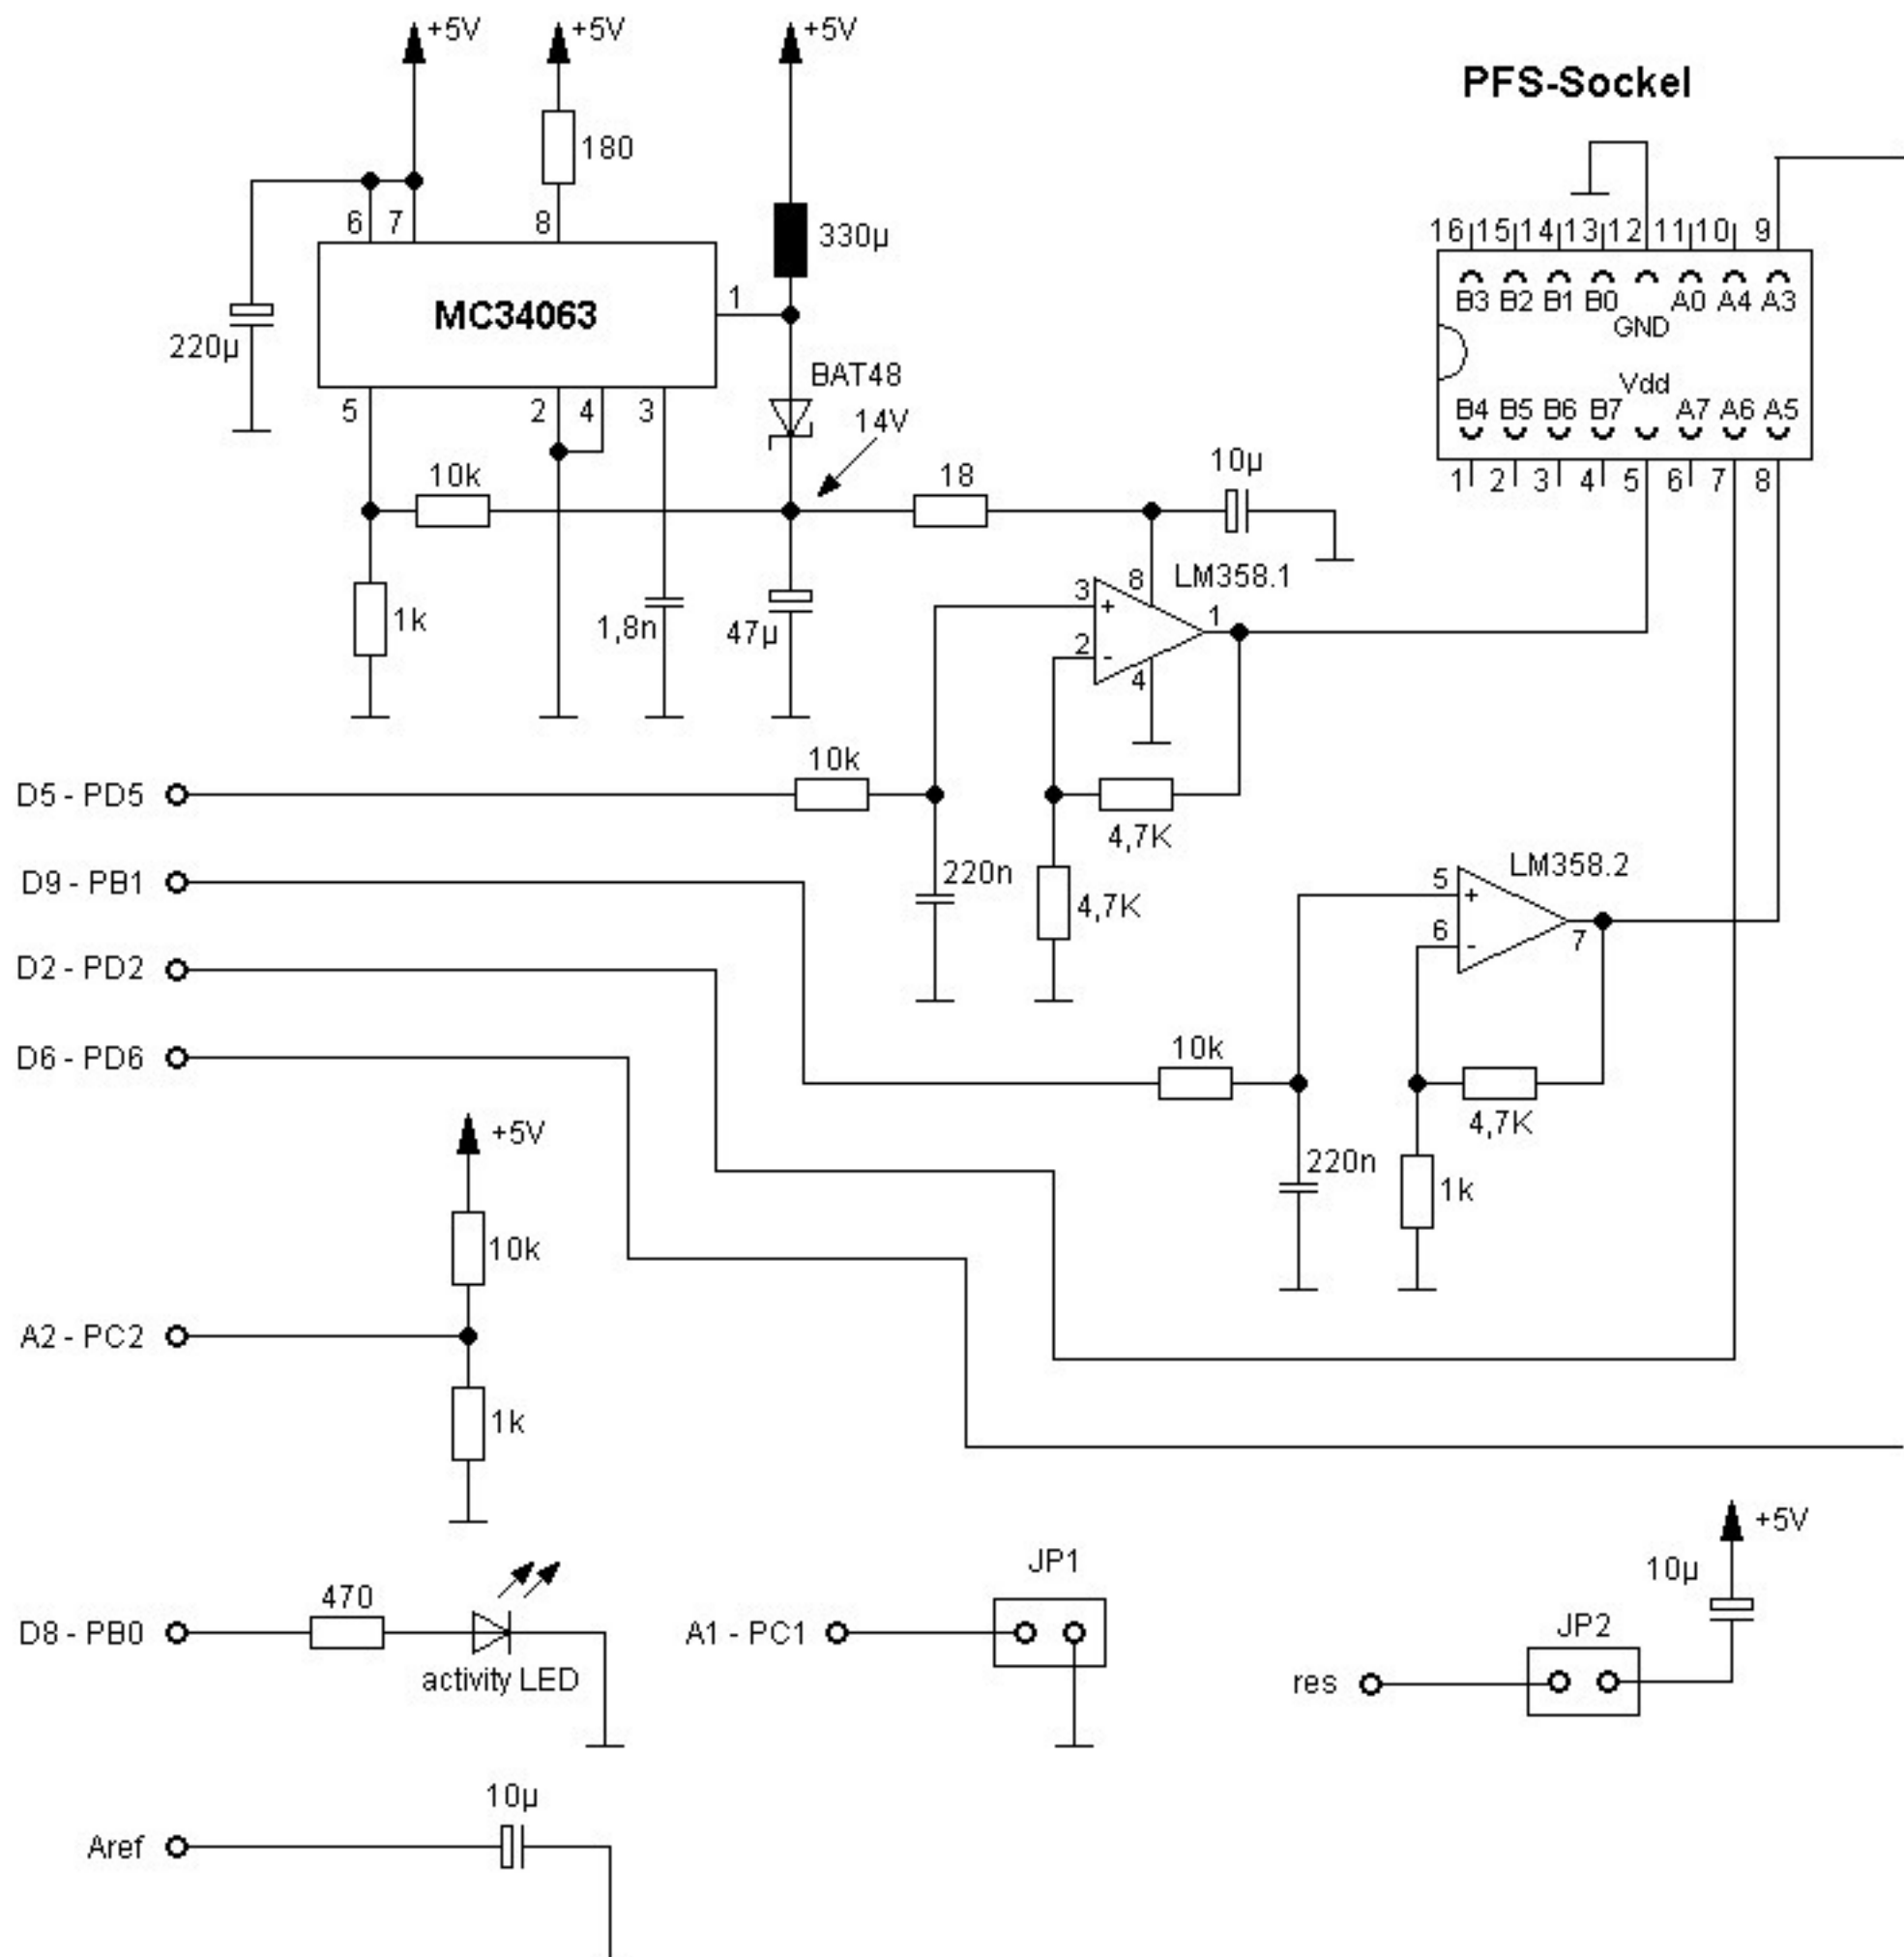 +5V +5V +5V
PFS-Sockel
180
6 7 8
330µ
16 15 14 13 12 11 10 9
B3 B2 B1 B0 A0 A4 A3
GND
1
MC34063
220µ
BAT48
Vdd
B4 B5 B6 B7 A7 A6 A5
5 2 4 3
14V
1 2 3 4 5 6 7 8
10k
18
10µ
LM358.1
3 8
+
1
2
-
4
1k
1,8n
47µ
D5 - PD5
10k
4,7K
D9 - PB1
220n
4,7K
LM358.2
5
+
6
-
7
D2 - PD2
D6 - PD6
10k
4,7K
+5V
220n
1k
10k
A2 - PC2
1k
+5V
10µ
JP1
470
D8 - PB0
A1 - PC1
JP2
activity LED
res
10µ
Aref